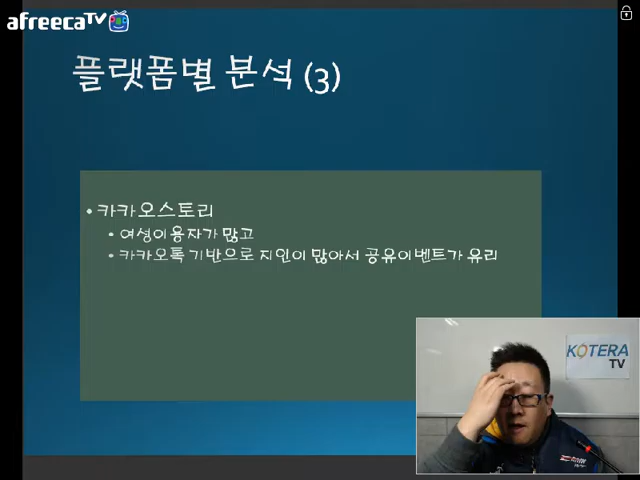 afreecaTV
플랫폼별 분석 (3)
• 카카오스토리
• 여성이용자가 많고
• 카카오톡 기반으로 지인이 많아서 공유이벤트가 유리
KOTERA
TV